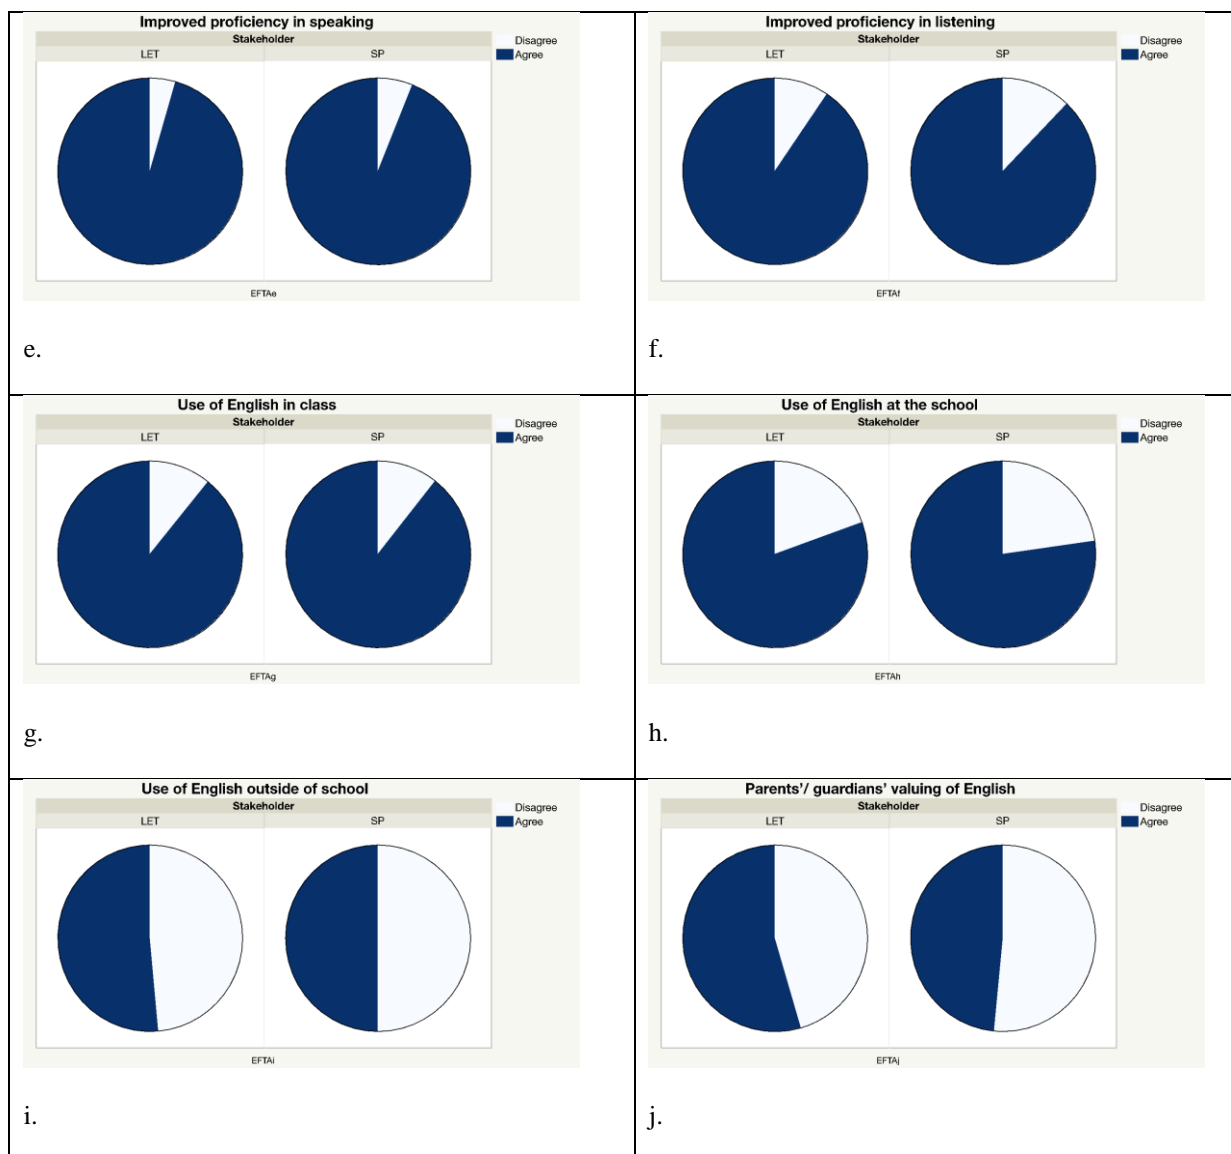 Improved proficiency in speaking
Stakeholder
LET SP
Disagree
Agree
EFTAe
e.
Improved proficiency in listening
Stakeholder
LET SP
Disagree
Agree
EFTAf
f.
Use of English in class
Stakeholder
LET SP
Disagree
Agree
EFTAg
g.
Use of English at the school
Stakeholder
LET SP
Disagree
Agree
EFTAh
h.
Use of English outside of school
Stakeholder
LET SP
Disagree
Agree
EFTAi
i.
Parents'/ guardians' valuing of English
Stakeholder
LET SP
Disagree
Agree
EFTAj
j.